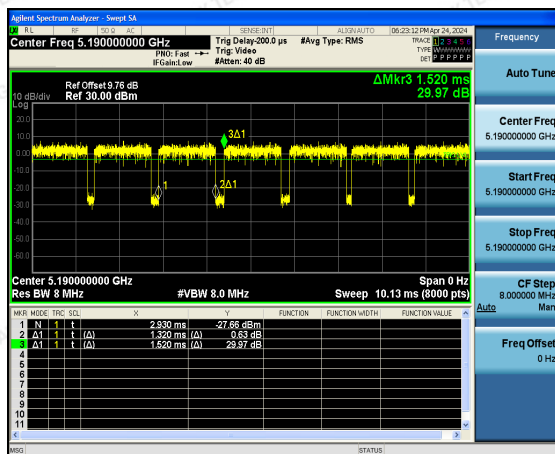 Agilent Spectrum Analyzer - Swept SA
RL RF 50 Ω AC SENSE:INT ALIGNAUTO 06:23:12 PM Apr 24, 2024
Center Freq 5.190000000 GHz Trig Delay-200.0 µs #Avg Type: RMS TRACE 1 2 3 4 5 6
PNO: Fast Trig: Video TYPE
IFGain:Low #Atten: 40 dB DET P P P P P P
ΔMkr3 1.520 ms
29.97 dB
Ref Offset 9.76 dB
10 dB/div Ref 30.00 dBm
Log
20.0
10.0
0.00
-10.0
-20.0
-30.0
-40.0
-50.0
-60.0
3Δ1
1
2Δ1
Center 5.190000000 GHz Span 0 Hz
Res BW 8 MHz #VBW 8.0 MHz Sweep 10.13 ms (8000 pts)
MKR MODE TRC SCL X Y FUNCTION FUNCTION WIDTH FUNCTION VALUE
1 N 1 t 2.930 ms -27.66 dBm
2 Δ1 1 t (Δ) 1.320 ms (Δ) 0.63 dB
3 Δ1 1 t (Δ) 1.520 ms (Δ) 29.97 dB
4
5
6
7
8
9
10
11
MSG STATUS
Frequency
Auto Tune
Center Freq
5.190000000 GHz
Start Freq
5.190000000 GHz
Stop Freq
5.190000000 GHz
CF Step
8.000000 MHz
Auto Man
Freq Offset
0 Hz